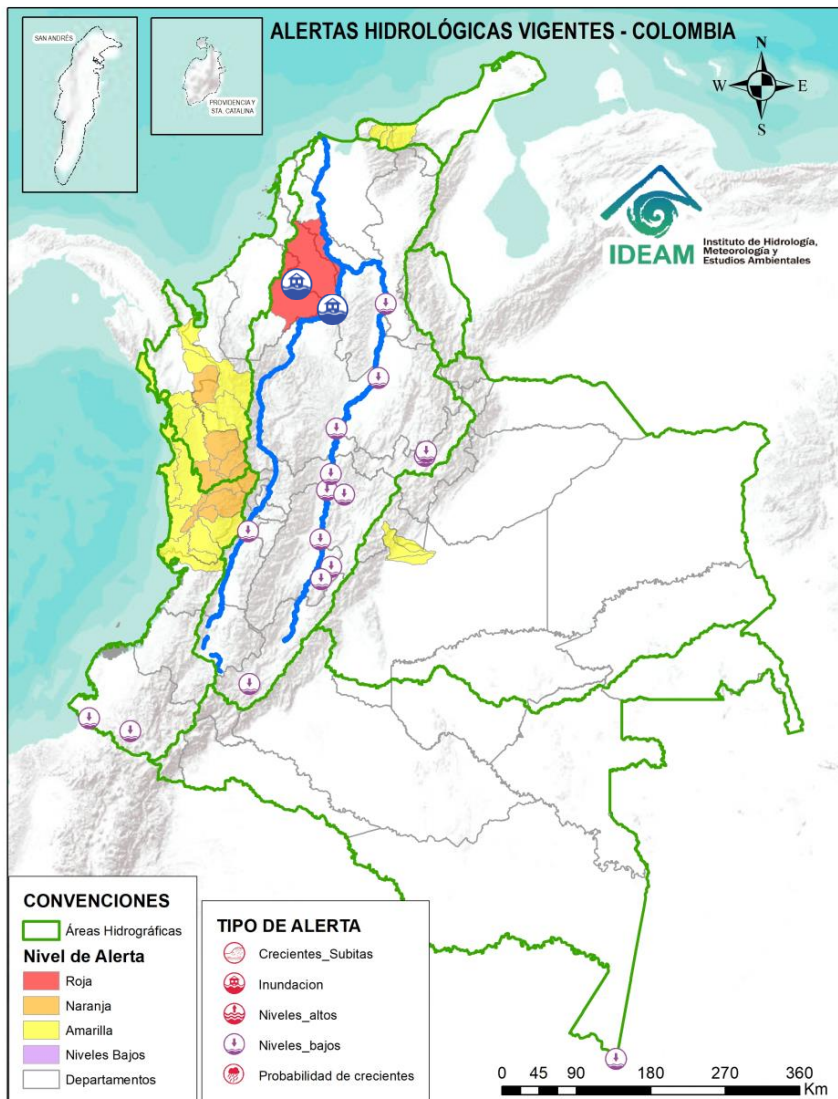 ALERTAS HIDROLÓGICAS VIGENTES - COLOMBIA
SAN ANDRÉS
PROVIDENCIA Y
STA. CATALINA
N
W
E
S
IDEAM
Instituto de Hidrología,
Meteorología y
Estudios Ambientales
CONVENCIONES
Áreas Hidrográficas
Nivel de Alerta
Roja
Naranja
Amarilla
Niveles Bajos
Departamentos
TIPO DE ALERTA
Crecientes_Subitas
Inundacion
Niveles_altos
Niveles_bajos
Probabilidad de crecientes
0 45 90 180 270 360
Km